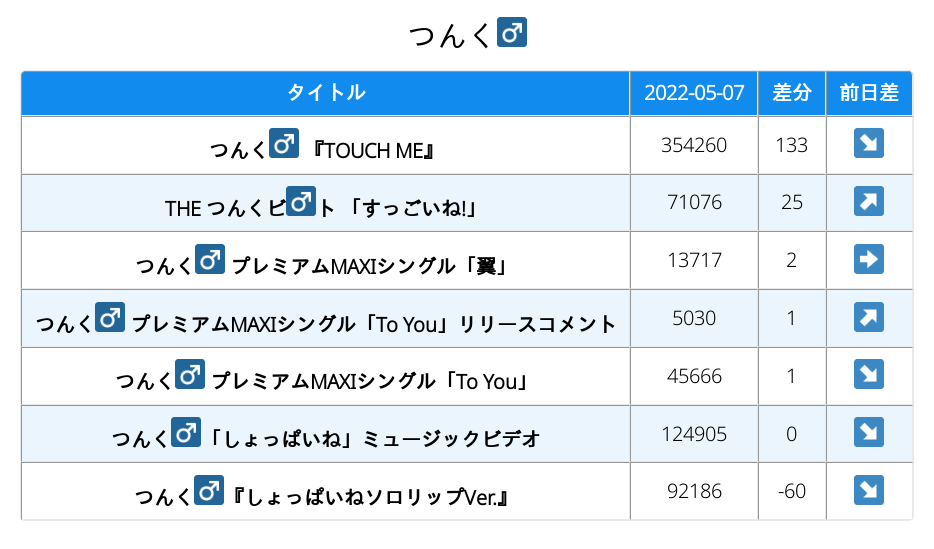 つんく♂
タイトル 2022-05-07 差分 前日差
つんく♂ 『TOUCH ME』 354260 133 ↘
THE つんくビ♂ト 「すっごいね!」 71076 25 ↗
つんく♂ プレミアムMAXIシングル「翼」 13717 2 ➡
つんく♂ プレミアムMAXIシングル「To You」リリースコメント 5030 1 ↗
つんく♂ プレミアムMAXIシングル「To You」 45666 1 ↘
つんく♂「しょっぱいね」ミュージックビデオ 124905 0 ↘
つんく♂『しょっぱいねソロリップVer.』 92186 -60 ↘